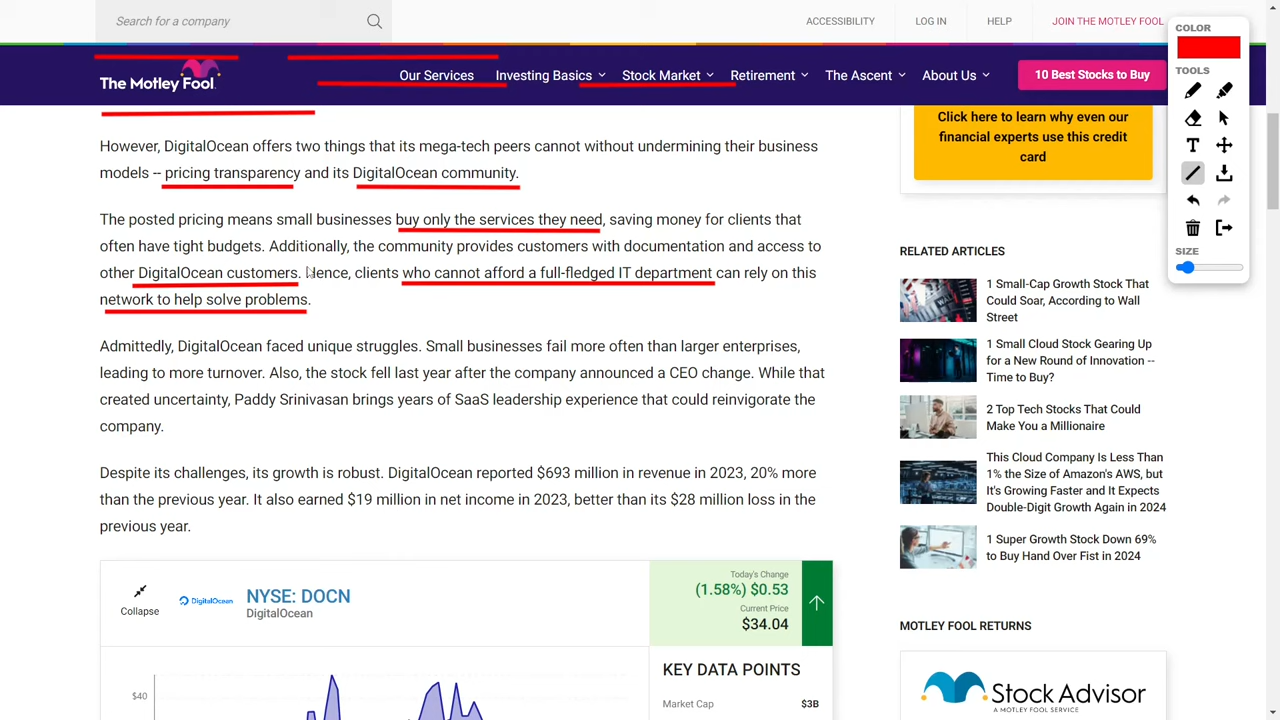 Search for a company
ACCESSIBILITY
LOG IN
HELP
JOIN THE MOTLEY FOOL
The Motley Fool
Our Services
Investing Basics
Stock Market
Retirement
The Ascent
About Us
10 Best Stocks to Buy
COLOR
TOOLS
T
SIZE
However, DigitalOcean offers two things that its mega-tech peers cannot without undermining their business
models -- pricing transparency and its DigitalOcean community.
The posted pricing means small businesses buy only the services they need, saving money for clients that
often have tight budgets. Additionally, the community provides customers with documentation and access to
other DigitalOcean customers. Hence, clients who cannot afford a full-fledged IT department can rely on this
network to help solve problems.
Admittedly, DigitalOcean faced unique struggles. Small businesses fail more often than larger enterprises,
leading to more turnover. Also, the stock fell last year after the company announced a CEO change. While that
created uncertainty, Paddy Srinivasan brings years of SaaS leadership experience that could reinvigorate the
company.
Despite its challenges, its growth is robust. DigitalOcean reported $693 million in revenue in 2023, 20% more
than the previous year. It also earned $19 million in net income in 2023, better than its $28 million loss in the
previous year.
Collapse
DigitalOcean
NYSE: DOCN
DigitalOcean
Today's Change
(1.58%) $0.53
Current Price
$34.04
$40
KEY DATA POINTS
Market Cap
$3B
Click here to learn why even our
financial experts use this credit
card
RELATED ARTICLES
1 Small-Cap Growth Stock That
Could Soar, According to Wall
Street
1 Small Cloud Stock Gearing Up
for a New Round of Innovation --
Time to Buy?
2 Top Tech Stocks That Could
Make You a Millionaire
This Cloud Company Is Less Than
1% the Size of Amazon's AWS, but
It's Growing Faster and It Expects
Double-Digit Growth Again in 2024
1 Super Growth Stock Down 69%
to Buy Hand Over Fist in 2024
MOTLEY FOOL RETURNS
Stock Advisor
A MOTLEY FOOL SERVICE